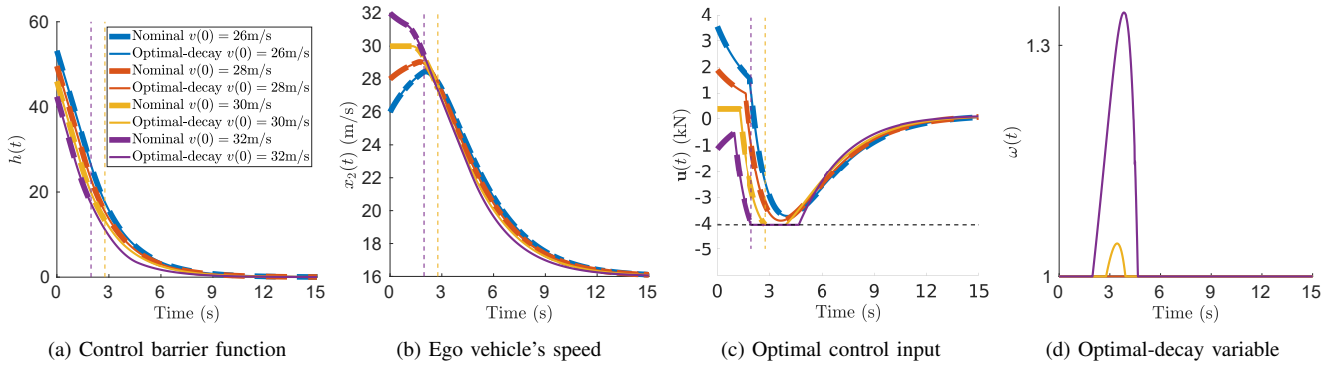 60
40
20
0
0 3 6 9 12 15
Time (s)
h(t)
Nominal v(0) = 26m/s
Optimal-decay v(0) = 26m/s
Nominal v(0) = 28m/s
Optimal-decay v(0) = 28m/s
Nominal v(0) = 30m/s
Optimal-decay v(0) = 30m/s
Nominal v(0) = 32m/s
Optimal-decay v(0) = 32m/s
(a) Control barrier function
32
30
28
26
24
22
20
18
16
0 3 6 9 12 15
Time (s)
x₂(t) (m/s)
(b) Ego vehicle's speed
4
3
2
1
0
-1
-2
-3
-4
-5
0 3 6 9 12 15
Time (s)
u(t) (kN)
(c) Optimal control input
1.3
1
0 3 6 9 12 15
Time (s)
ω(t)
(d) Optimal-decay variable